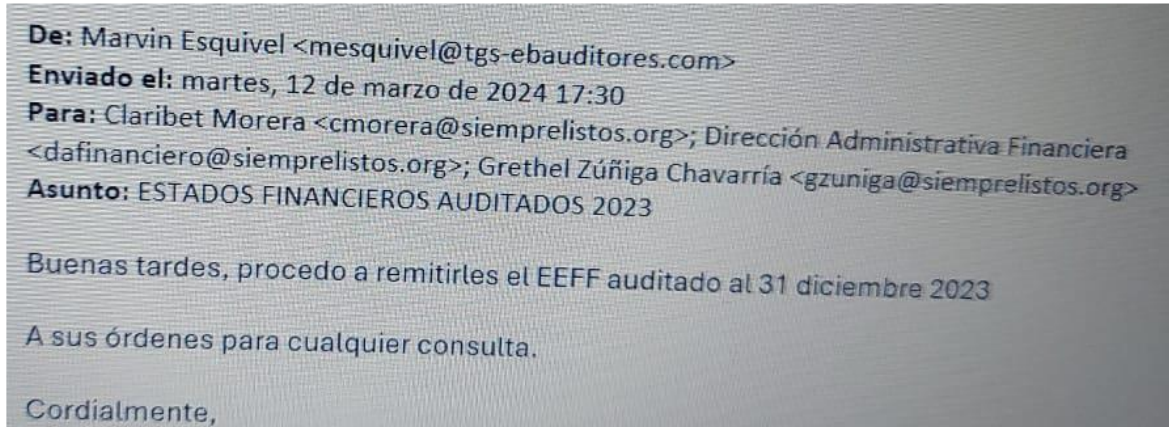 De: Marvin Esquivel <mesquivel@tgs-ebauditores.com>
Enviado el: martes, 12 de marzo de 2024 17:30
Para: Claribet Morera <cmorera@siemprelistos.org>; Dirección Administrativa Financiera
<dafinanciero@siemprelistos.org>; Grethel Zúñiga Chavarría <gzuniga@siemprelistos.org>
Asunto: ESTADOS FINANCIEROS AUDITADOS 2023
Buenas tardes, procedo a remitirles el EEFF auditado al 31 diciembre 2023
A sus órdenes para cualquier consulta.
Cordialmente,